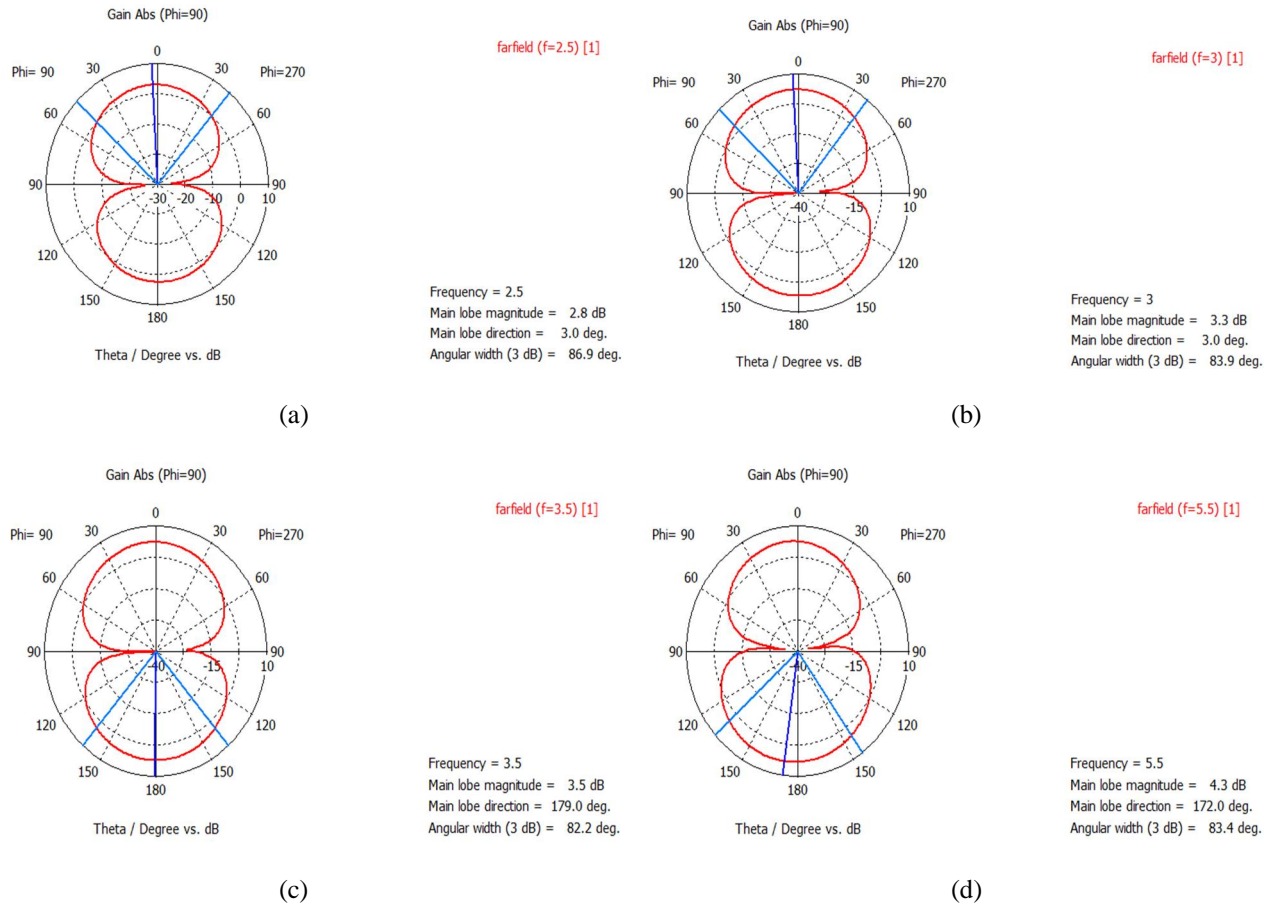 Gain Abs (Phi=90)
farfield (f=2.5) [1]
0
Phi= 90 30 30 Phi=270
60 60
90 90
-30 -20 -10 0 10
120 120
150 150
180
Theta / Degree vs. dB
Frequency = 2.5
Main lobe magnitude = 2.8 dB
Main lobe direction = 3.0 deg.
Angular width (3 dB) = 86.9 deg.
(a)
Gain Abs (Phi=90)
farfield (f=3) [1]
0
Phi= 90 30 30 Phi=270
60 60
90 90
-40 -15 10
120 120
150 150
180
Theta / Degree vs. dB
Frequency = 3
Main lobe magnitude = 3.3 dB
Main lobe direction = 3.0 deg.
Angular width (3 dB) = 83.9 deg.
(b)
Gain Abs (Phi=90)
farfield (f=3.5) [1]
0
Phi= 90 30 30 Phi=270
60 60
90 90
-40 -15 10
120 120
150 150
180
Theta / Degree vs. dB
Frequency = 3.5
Main lobe magnitude = 3.5 dB
Main lobe direction = 179.0 deg.
Angular width (3 dB) = 82.2 deg.
(c)
Gain Abs (Phi=90)
farfield (f=5.5) [1]
0
Phi= 90 30 30 Phi=270
60 60
90 90
-40 -15 10
120 120
150 150
180
Theta / Degree vs. dB
Frequency = 5.5
Main lobe magnitude = 4.3 dB
Main lobe direction = 172.0 deg.
Angular width (3 dB) = 83.4 deg.
(d)